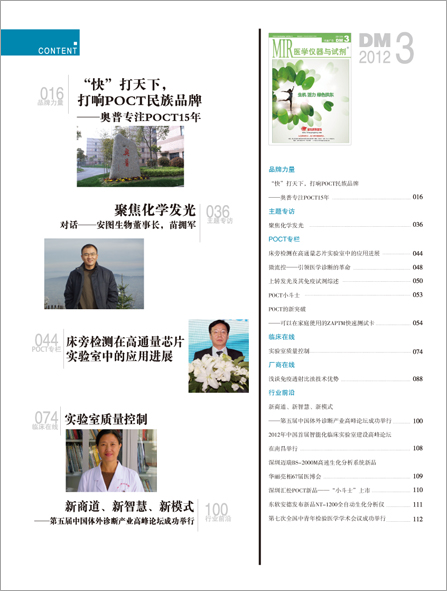 CONTENT
016
品牌力量
“快”打天下,
打响POCT民族品牌
——奥普专注POCT15年
聚焦化学发光
对话——安图生物董事长，苗拥军
036
主题专访
044
POCT专栏
床旁检测在高通量芯片
实验室中的应用进展
074
临床在线
实验室质量控制
新商道、新智慧、新模式
——第五届中国体外诊断产业高峰论坛成功举行
100
行业前沿
MTR医学仪器与试剂
DM
2012
3
品牌力量
“快”打天下，打响POCT民族品牌
——奥普专注POCT15年 016
主题专访
聚焦化学发光 036
POCT专栏
床旁检测在高通量芯片实验室中的应用进展 044
微流控——引领医学诊断的革命 048
上转发光及其免疫试剂综述 050
POCT小斗士 053
POCT的新突破
——可以在家庭使用的ZAPTM快速测试卡 054
临床在线
实验室质量控制 074
厂商在线
浅谈免疫透射比浊技术优势 088
行业前沿
新商道、新智慧、新模式
——第五届中国体外诊断产业高峰论坛成功举行 100
2012年中国首届智能化临床实验室建设高峰论坛
在南昌举行 108
深圳迈瑞BS-2000M高速生化分析系统新品
华丽亮相67届医博会 109
深圳汇松POCT新品——“小斗士”上市 110
东软安德发布新品NT-1200全自动生化分析仪 111
第七次全国中青年检验医学学术会议成功举行 112